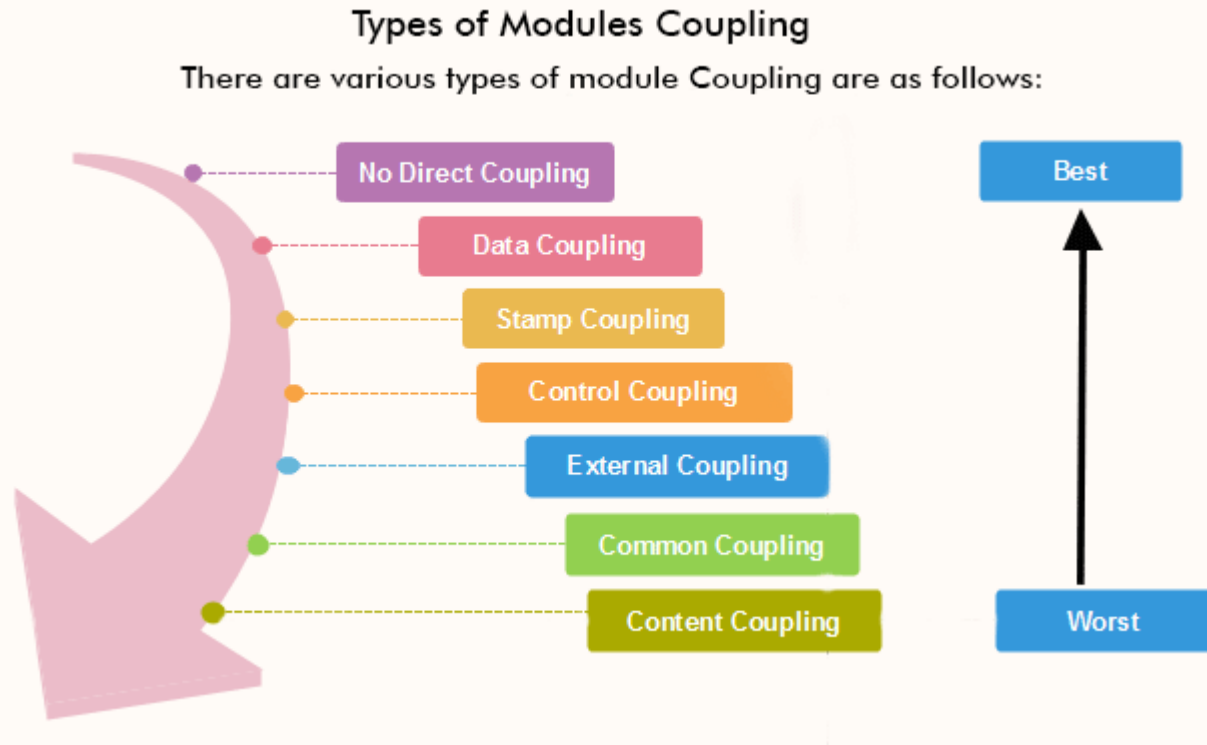 Types of Modules Coupling
There are various types of module Coupling are as follows:
No Direct Coupling
Best
Data Coupling
Stamp Coupling
Control Coupling
External Coupling
Common Coupling
Content Coupling
Worst